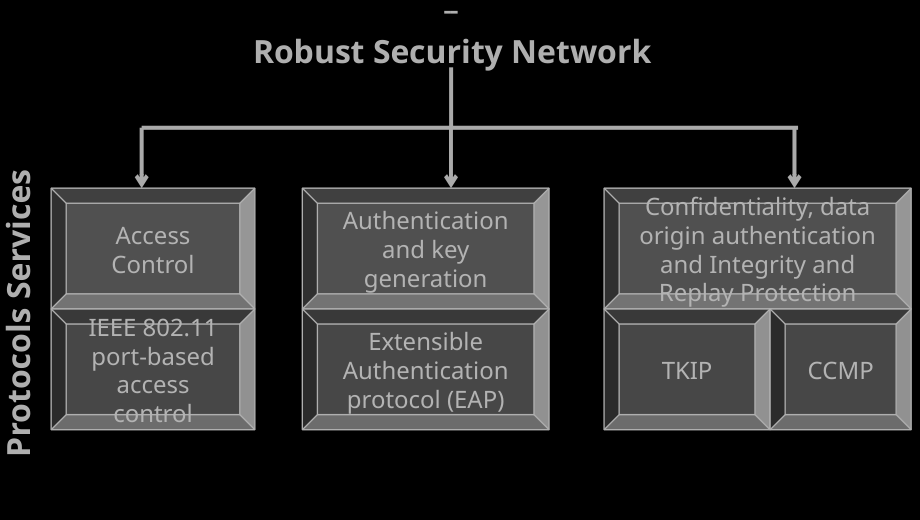 –
Robust Security Network
Protocols Services
Access
Control
Authentication
and key
generation
Confidentiality, data
origin authentication
and Integrity and
Replay Protection
IEEE 802.11
port-based
access
control
Extensible
Authentication
protocol (EAP)
TKIP
CCMP